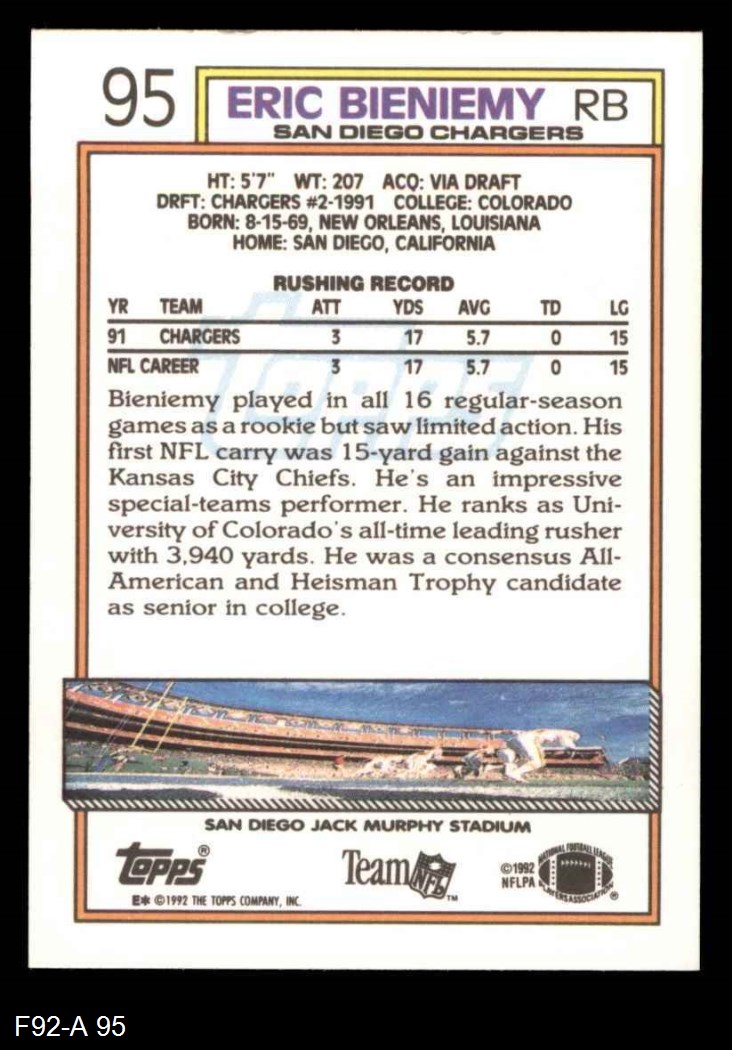 95 ERIC BIENIEMY RB
SAN DIEGO CHARGERS
HT: 5'7" WT: 207 ACQ: VIA DRAFT
DRFT: CHARGERS #2-1991 COLLEGE: COLORADO
BORN: 8-15-69, NEW ORLEANS, LOUISIANA
HOME: SAN DIEGO, CALIFORNIA
RUSHING RECORD
YR TEAM ATT YDS AVG TD LG
91 CHARGERS 3 17 5.7 0 15
NFL CAREER 3 17 5.7 0 15
Topps
Bieniemy played in all 16 regular-season
games as a rookie but saw limited action. His
first NFL carry was 15-yard gain against the
Kansas City Chiefs. He's an impressive
special-teams performer. He ranks as Uni-
versity of Colorado's all-time leading rusher
with 3,940 yards. He was a consensus All-
American and Heisman Trophy candidate
as senior in college.
SAN DIEGO JACK MURPHY STADIUM
Topps®
Team NFL™
©1992
NFLPA
NATIONAL FOOTBALL LEAGUE
PLAYERS ASSOCIATION ®
E* ©1992 THE TOPPS COMPANY, INC.
F92-A 95